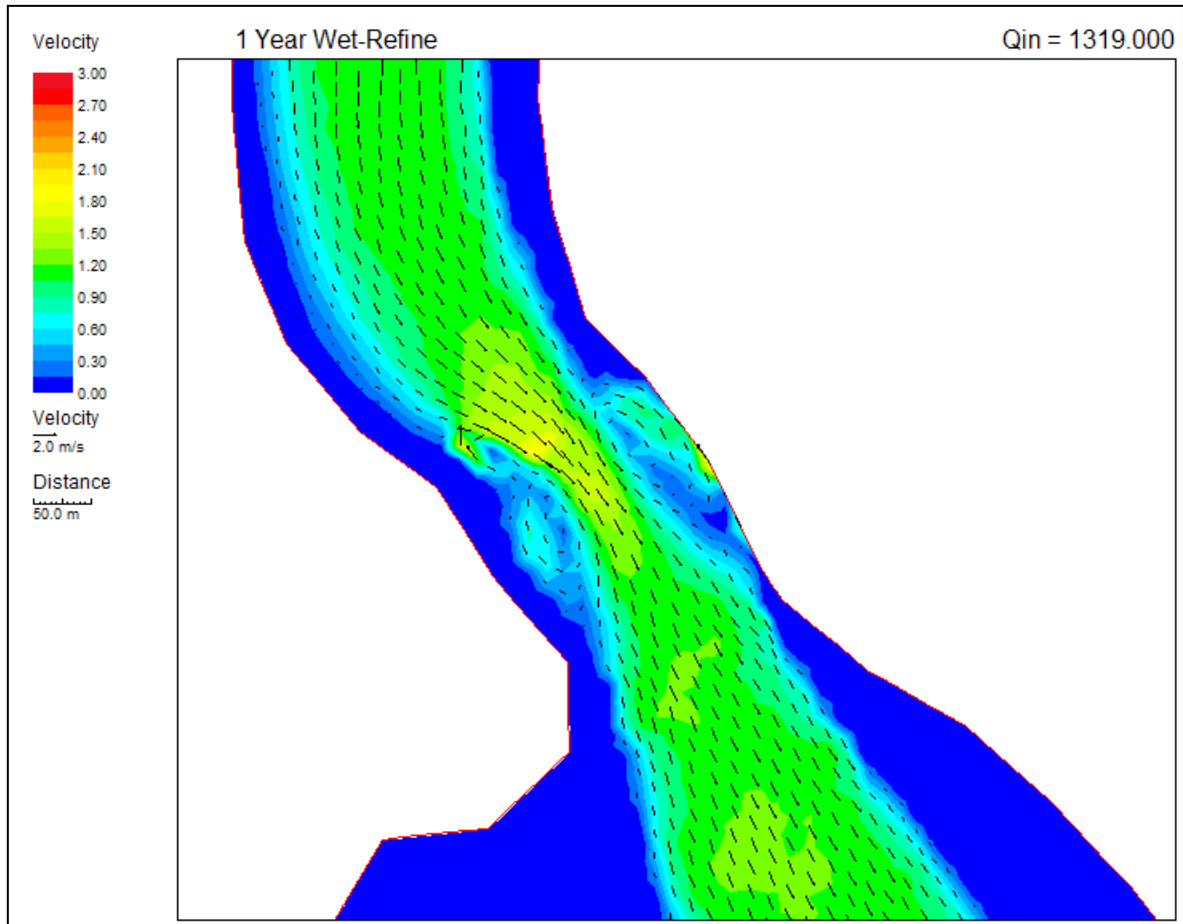 Velocity
1 Year Wet-Refine
Qin = 1319.000
3.00
2.70
2.40
2.10
1.80
1.50
1.20
0.90
0.60
0.30
0.00
Velocity
2.0 m/s
Distance
50.0 m